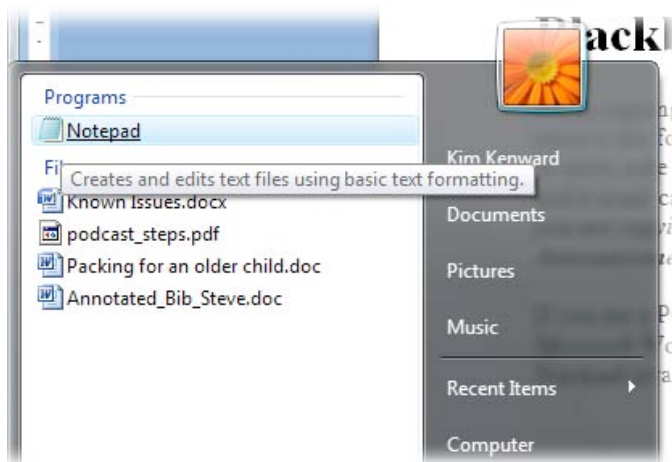 Black
Programs
Notepad
Fi
Creates and edits text files using basic text formatting.
Known Issues.docx
podcast_steps.pdf
Packing for an older child.doc
Annotated_Bib_Steve.doc
Kim Kenward
Documents
Pictures
Music
Recent Items
Computer